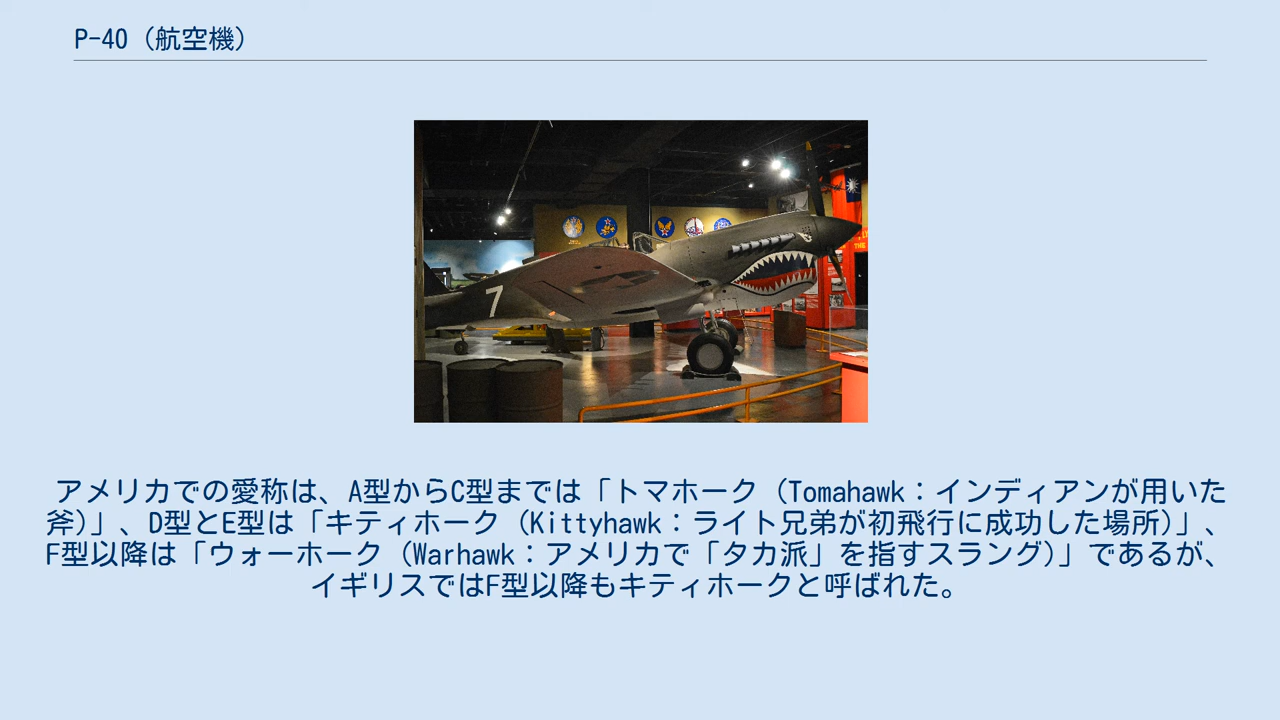 P-40（航空機）
7
アメリカでの愛称は、A型からC型までは「トマホーク（Tomahawk：インディアンが用いた
斧）」、D型とE型は「キティホーク（Kittyhawk：ライト兄弟が初飛行に成功した場所）」、
F型以降は「ウォーホーク（Warhawk：アメリカで「タカ派」を指すスラング）」であるが、
イギリスではF型以降もキティホークと呼ばれた。